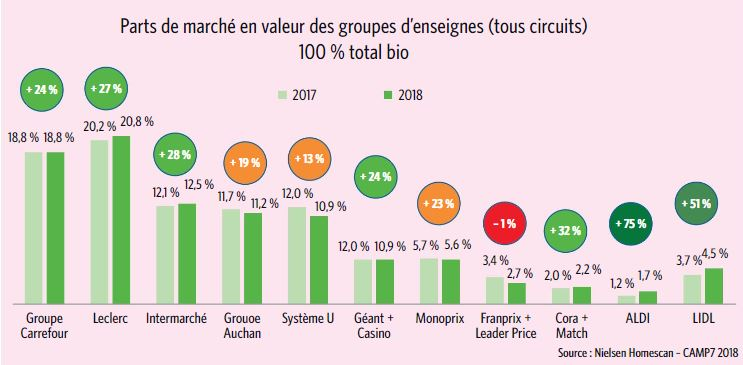 Parts de marché en valeur des groupes d'enseignes (tous circuits)
100 % total bio
2017 2018
+ 24 % + 27 % + 28 % + 19 % + 13 % + 24 % + 23 % – 1 % + 32 % + 75 % + 51 %
18,8 % 18,8 % 20,2 % 20,8 % 12,1 % 12,5 % 11,7 % 11,2 % 12,0 % 10,9 % 12,0 % 10,9 % 5,7 % 5,6 % 3,4 % 2,7 % 2,0 % 2,2 % 1,2 % 1,7 % 3,7 % 4,5 %
Groupe
Carrefour
Leclerc
Intermarché
Grouoe
Auchan
Système U
Géant +
Casino
Monoprix
Franprix +
Leader Price
Cora +
Match
ALDI
LIDL
Source : Nielsen Homescan – CAMP7 2018